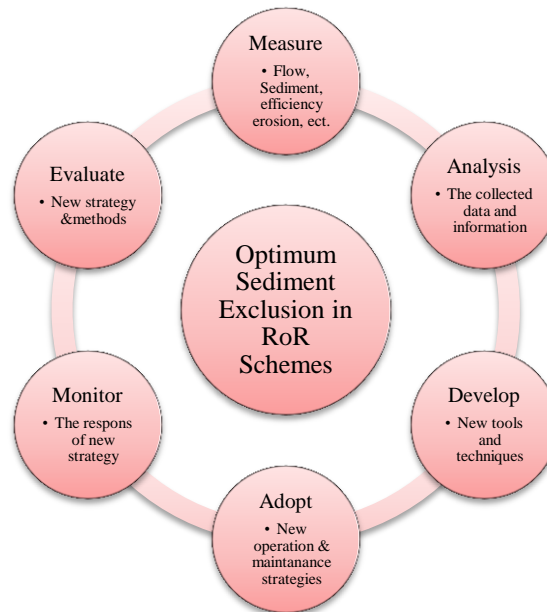 Measure
• Flow,
Sediment,
efficiency
erosion, ect.
Analysis
• The collected
data and
information
Develop
• New tools
and
techniques
Adopt
• New
operation &
maintanance
strategies
Monitor
• The respons
of new
strategy
Evaluate
• New strategy
&methods
Optimum
Sediment
Exclusion in
RoR
Schemes